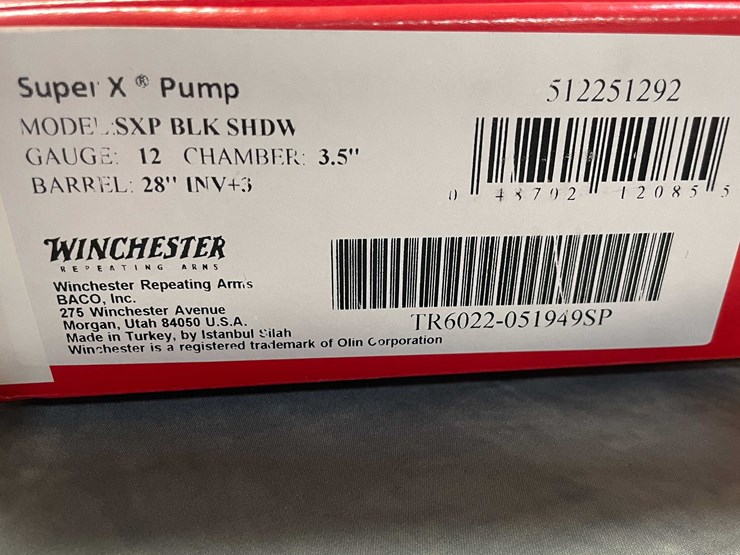 Super X ® Pump
MODEL:SXP BLK SHDW
GAUGE: 12 CHAMBER: 3.5"
BARREL: 28" INV+3
512251292
0 48702 12085 5
WINCHESTER
REPEATING ARMS
Winchester Repeating Arms
BACO, Inc.
275 Winchester Avenue
Morgan, Utah 84050 U.S.A.
Made in Turkey, by Istanbul Silah
Winchester is a registered trademark of Olin Corporation
TR6022-051949SP